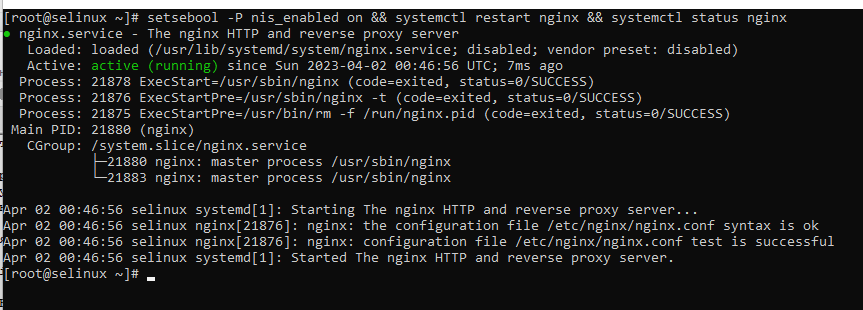 [root@selinux ~]# setsebool -P nis_enabled on && systemctl restart nginx && systemctl status nginx
● nginx.service - The nginx HTTP and reverse proxy server
   Loaded: loaded (/usr/lib/systemd/system/nginx.service; disabled; vendor preset: disabled)
   Active: active (running) since Sun 2023-04-02 00:46:56 UTC; 7ms ago
  Process: 21878 ExecStart=/usr/sbin/nginx (code=exited, status=0/SUCCESS)
  Process: 21876 ExecStartPre=/usr/sbin/nginx -t (code=exited, status=0/SUCCESS)
  Process: 21875 ExecStartPre=/usr/bin/rm -f /run/nginx.pid (code=exited, status=0/SUCCESS)
 Main PID: 21880 (nginx)
   CGroup: /system.slice/nginx.service
           ├─21880 nginx: master process /usr/sbin/nginx
           └─21883 nginx: master process /usr/sbin/nginx

Apr 02 00:46:56 selinux systemd[1]: Starting The nginx HTTP and reverse proxy server...
Apr 02 00:46:56 selinux nginx[21876]: nginx: the configuration file /etc/nginx/nginx.conf syntax is ok
Apr 02 00:46:56 selinux nginx[21876]: nginx: configuration file /etc/nginx/nginx.conf test is successful
Apr 02 00:46:56 selinux systemd[1]: Started The nginx HTTP and reverse proxy server.
[root@selinux ~]#